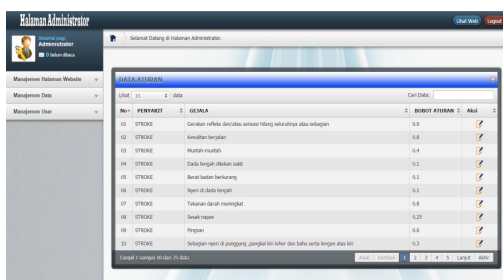 Halaman Administrator
Lihat Web Logout
Selamat pagi
Administrator
0 belum dibaca
Selamat Datang di Halaman Administrator.
Manajemen Halaman Website
Manajemen Data
Manajemen User
DATA ATURAN
Lihat 10 data
Cari Data:
No PENYAKIT GEJALA BOBOT ATURAN Aksi
01 STROKE Gerakan refleks dan/atau sensasi hilang seluruhnya atau sebagian 0.9
02 STROKE Kesulitan berjalan 0.8
03 STROKE Muntah-muntah 0.4
04 STROKE Dada tengah ditekan sakit 0.1
05 STROKE Berat badan berkurang 0.1
06 STROKE Nyeri di dada tengah 0.1
07 STROKE Tekanan darah meningkat 0.8
08 STROKE Sesak napas 0.25
09 STROKE Pingsan 0.6
10 STROKE Sebagian nyeri di punggung ,pangkal kiri leher dan bahu serta lengan atas kiri 0.3
Tampil 1 sampai 10 dari 75 data
Awal Kembali 1 2 3 4 5 Lanjut Akhir